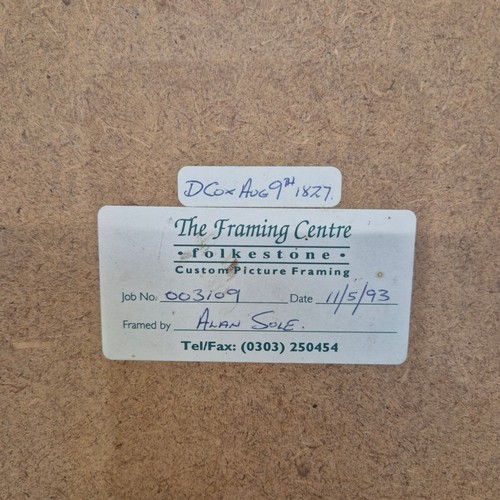 D Cox Aug 9th 1827.
The Framing Centre
• folkestone •
Custom Picture Framing
Job No. 003109 Date 11/5/93
Framed by Alan Sole.
Tel/Fax: (0303) 250454